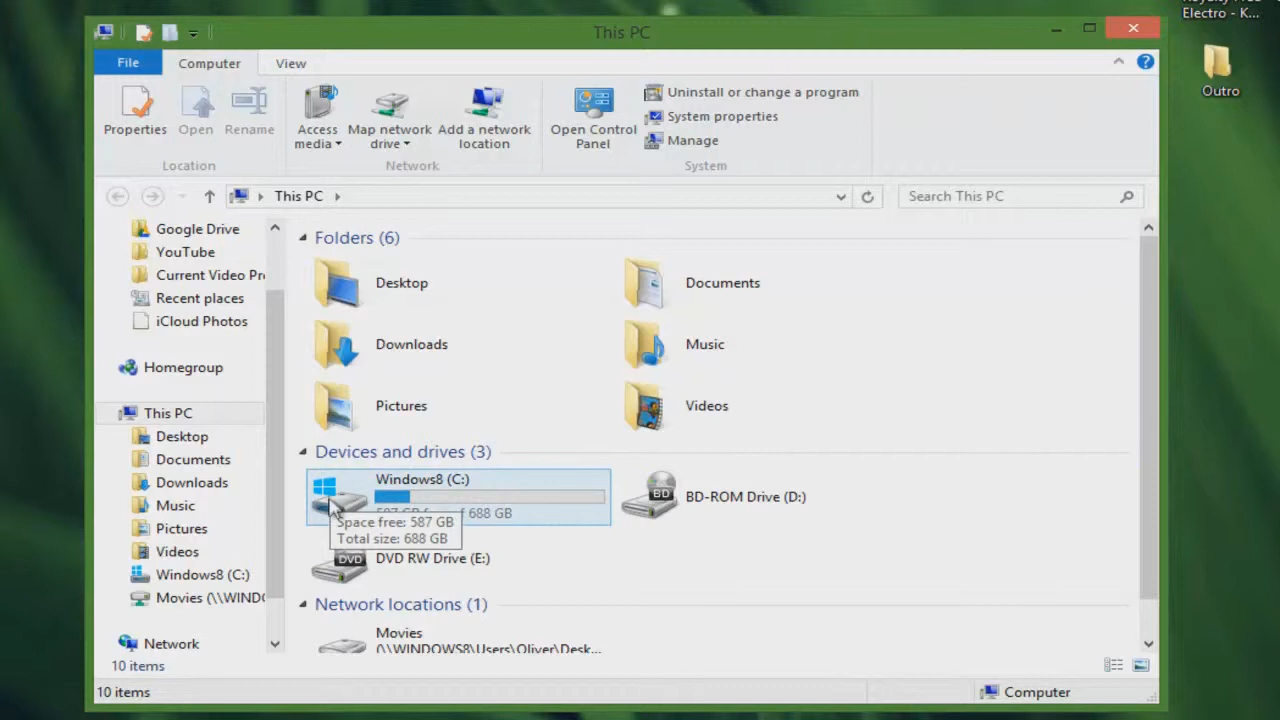 Electro - K...
Outro
This PC
File
Computer
View
Properties
Open
Rename
Location
Access media
Map network drive
Add a network location
Network
Open Control Panel
Uninstall or change a program
System properties
Manage
System
This PC
Search This PC
Google Drive
YouTube
Current Video Pr
Recent places
iCloud Photos
Homegroup
This PC
Desktop
Documents
Downloads
Music
Pictures
Videos
Windows8 (C:)
Movies (\\WIND
Network
Folders (6)
Desktop
Documents
Downloads
Music
Pictures
Videos
Devices and drives (3)
Windows8 (C:)
587 GB free of 688 GB
Space free: 587 GB
Total size: 688 GB
BD
BD-ROM Drive (D:)
DVD
DVD RW Drive (E:)
Network locations (1)
Movies
(\\WINDOWS8\Users\Oliver\Desk...
10 items
10 items
Computer